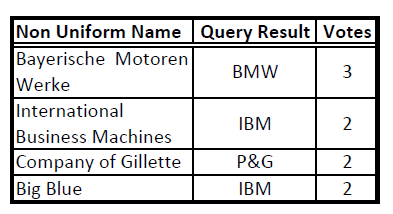 Non Uniform Name Query Result Votes
Bayerische Motoren
Werke BMW 3
International
Business Machines IBM 2
Company of Gillette P&G 2
Big Blue IBM 2